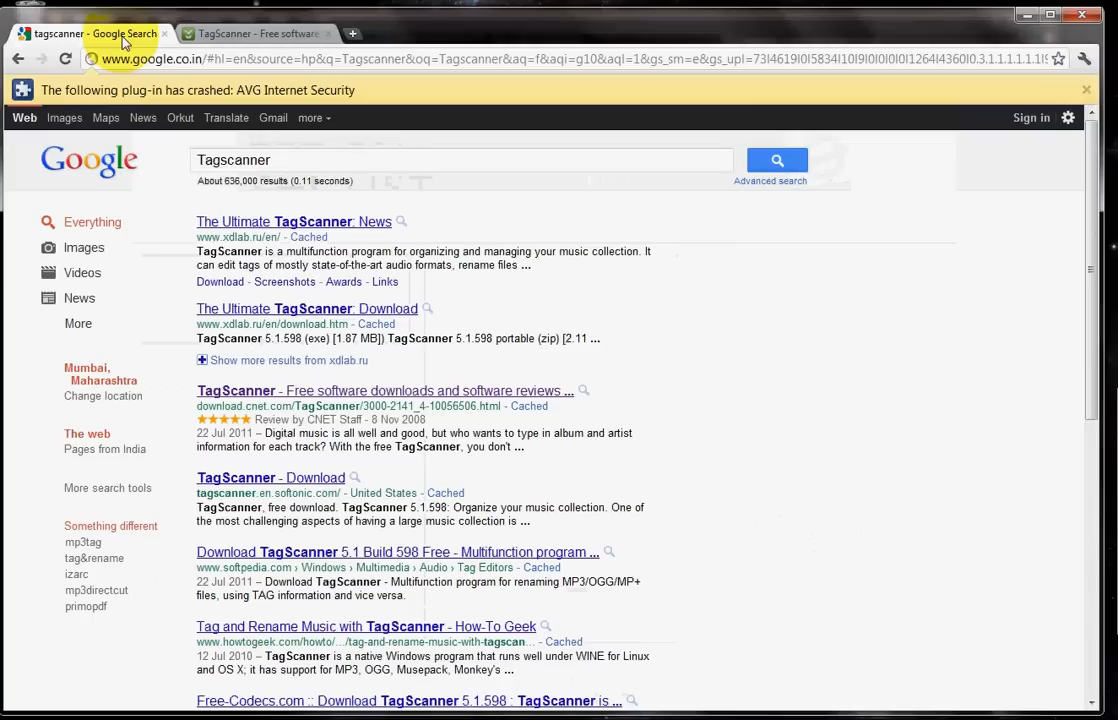 tagscanner - Google Search
TagScanner - Free software
www.google.co.in/#hl=en&source=hp&q=Tagscanner&oq=Tagscanner&aq=f&aqi=g10&aql=1&gs_sm=e&gs_upl=73l4619l0l5834l10l9l0l0l0l0l1264l4360l0.3.1.1.1.1.1l9l
The following plug-in has crashed: AVG Internet Security
Web Images Maps News Orkut Translate Gmail more Sign in
Google
Tagscanner
About 636,000 results (0.11 seconds)
Advanced search
Everything
Images
Videos
News
More
Mumbai,
Maharashtra
Change location
The web
Pages from India
More search tools
Something different
mp3tag
tag&rename
izarc
mp3directcut
primopdf
The Ultimate TagScanner: News
www.xdlab.ru/en/ - Cached
TagScanner is a multifunction program for organizing and managing your music collection. It
can edit tags of mostly state-of-the-art audio formats, rename files ...
Download - Screenshots - Awards - Links
The Ultimate TagScanner: Download
www.xdlab.ru/en/download.htm - Cached
TagScanner 5.1.598 (exe) [1.87 MB]) TagScanner 5.1.598 portable (zip) [2.11 ...
Show more results from xdlab.ru
TagScanner - Free software downloads and software reviews ...
download.cnet.com/TagScanner/3000-2141_4-10056506.html - Cached
Review by CNET Staff - 8 Nov 2008
22 Jul 2011 – Digital music is all well and good, but who wants to type in album and artist
information for each track? With the free TagScanner, you don't ...
TagScanner - Download
tagscanner.en.softonic.com/ - United States - Cached
TagScanner, free download. TagScanner 5.1.598: Organize your music collection. One of
the most challenging aspects of having a large music collection is ...
Download TagScanner 5.1 Build 598 Free - Multifunction program ...
www.softpedia.com › Windows › Multimedia › Audio › Tag Editors - Cached
22 Jul 2011 – Download TagScanner - Multifunction program for renaming MP3/OGG/MP+
files, using TAG information and vice versa.
Tag and Rename Music with TagScanner - How-To Geek
www.howtogeek.com/howto/.../tag-and-rename-music-with-tagscan... - Cached
12 Jul 2010 – TagScanner is a native Windows program that runs well under WINE for Linux
and OS X; it has support for MP3, OGG, Musepack, Monkey's ...
Free-Codecs.com :: Download TagScanner 5.1.598 : TagScanner is ...